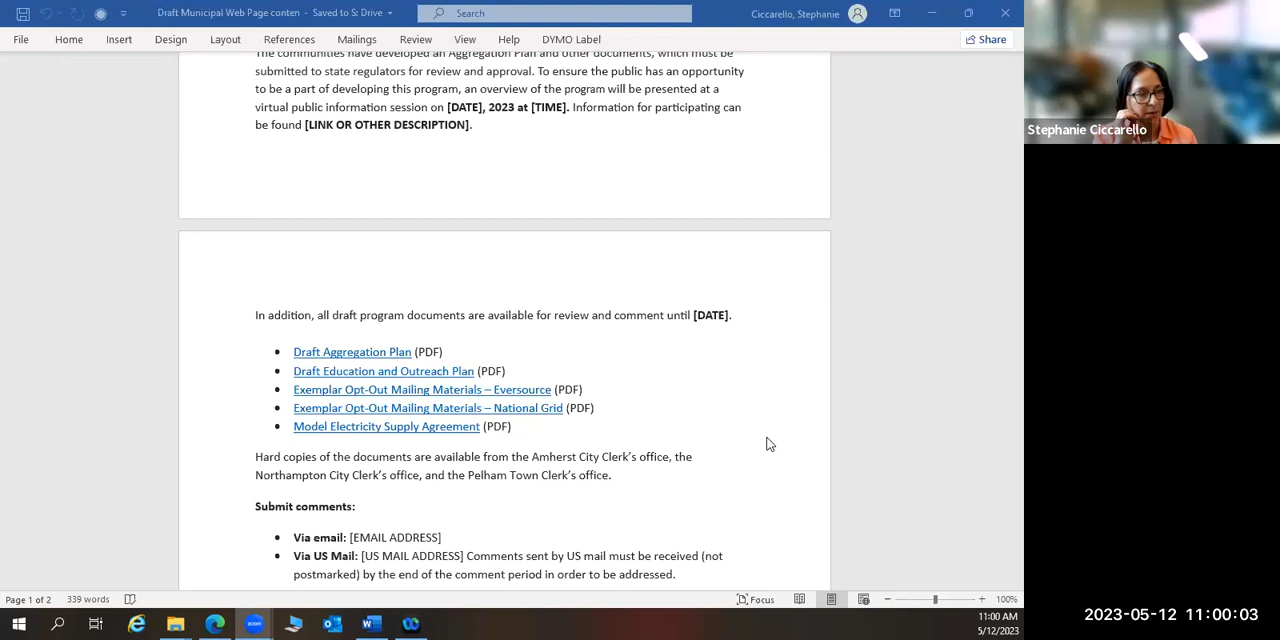 Draft Municipal Web Page conten - Saved to S: Drive
Search
Ciccarello, Stephanie
File Home Insert Design Layout References Mailings Review View Help DYMO Label Share
The communities have developed an Aggregation Plan and other documents, which must be
submitted to state regulators for review and approval. To ensure the public has an opportunity
to be a part of developing this program, an overview of the program will be presented at a
virtual public information session on [DATE], 2023 at [TIME]. Information for participating can
be found [LINK OR OTHER DESCRIPTION].
In addition, all draft program documents are available for review and comment until [DATE].
• Draft Aggregation Plan (PDF)
• Draft Education and Outreach Plan (PDF)
• Exemplar Opt-Out Mailing Materials – Eversource (PDF)
• Exemplar Opt-Out Mailing Materials – National Grid (PDF)
• Model Electricity Supply Agreement (PDF)
Hard copies of the documents are available from the Amherst City Clerk's office, the
Northampton City Clerk's office, and the Pelham Town Clerk's office.
Submit comments:
• Via email: [EMAIL ADDRESS]
• Via US Mail: [US MAIL ADDRESS] Comments sent by US mail must be received (not
postmarked) by the end of the comment period in order to be addressed.
Page 1 of 2 339 words Focus 100%
zoom
11:00 AM
5/12/2023
Stephanie Ciccarello
2023-05-12 11:00:03